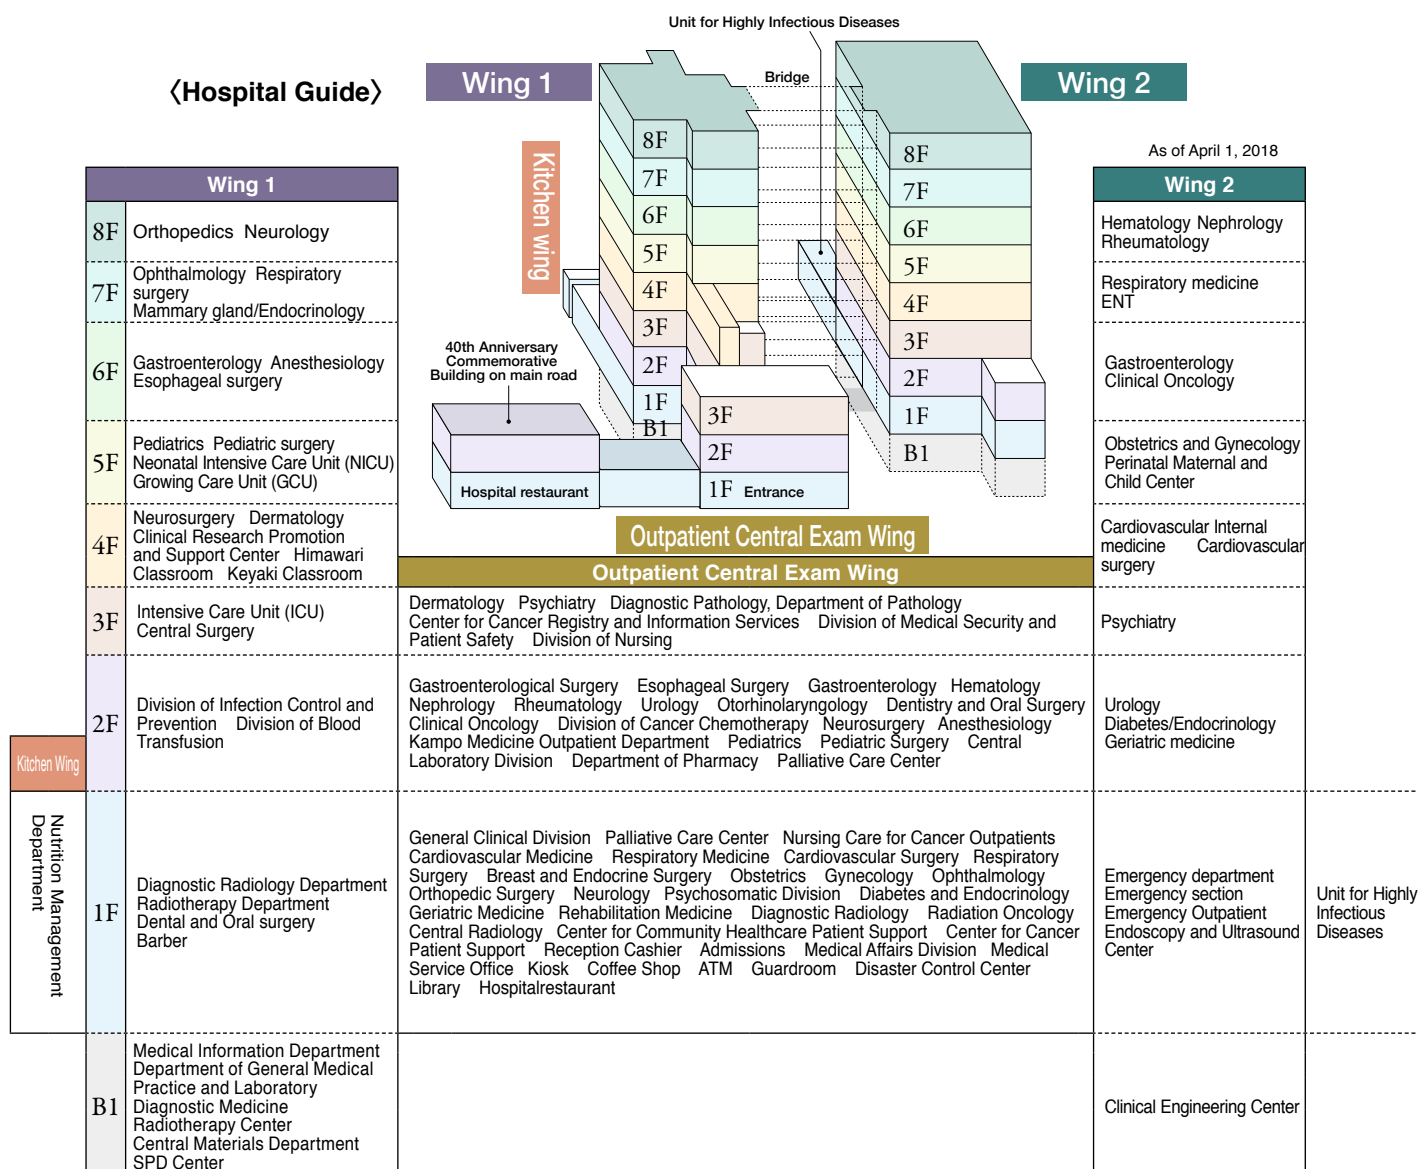 Unit for Highly Infectious Diseases
〈Hospital Guide〉
Wing 1
Bridge
Wing 2
Kitchen wing
8F
7F
6F
5F
4F
3F
2F
1F
B1
8F
7F
6F
5F
4F
3F
2F
1F
B1
40th Anniversary
Commemorative
Building on main road
3F
2F
1F Entrance
Hospital restaurant
Outpatient Central Exam Wing
As of April 1, 2018
Wing 1
Outpatient Central Exam Wing
Wing 2
8F
Orthopedics Neurology
Hematology Nephrology
Rheumatology
7F
Ophthalmology Respiratory
surgery
Mammary gland/Endocrinology
Respiratory medicine
ENT
6F
Gastroenterology Anesthesiology
Esophageal surgery
Gastroenterology
Clinical Oncology
5F
Pediatrics Pediatric surgery
Neonatal Intensive Care Unit (NICU)
Growing Care Unit (GCU)
Obstetrics and Gynecology
Perinatal Maternal and
Child Center
4F
Neurosurgery Dermatology
Clinical Research Promotion
and Support Center Himawari
Classroom Keyaki Classroom
Cardiovascular Internal
medicine Cardiovascular
surgery
3F
Intensive Care Unit (ICU)
Central Surgery
Dermatology Psychiatry Diagnostic Pathology, Department of Pathology
Center for Cancer Registry and Information Services Division of Medical Security and
Patient Safety Division of Nursing
Psychiatry
2F
Division of Infection Control and
Prevention Division of Blood
Transfusion
Gastroenterological Surgery Esophageal Surgery Gastroenterology Hematology
Nephrology Rheumatology Urology Otorhinolaryngology Dentistry and Oral Surgery
Clinical Oncology Division of Cancer Chemotherapy Neurosurgery Anesthesiology
Kampo Medicine Outpatient Department Pediatrics Pediatric Surgery Central
Laboratory Division Department of Pharmacy Palliative Care Center
Urology
Diabetes/Endocrinology
Geriatric medicine
Kitchen Wing
Nutrition Management
Department
1F
Diagnostic Radiology Department
Radiotherapy Department
Dental and Oral surgery
Barber
General Clinical Division Palliative Care Center Nursing Care for Cancer Outpatients
Cardiovascular Medicine Respiratory Medicine Cardiovascular Surgery Respiratory
Surgery Breast and Endocrine Surgery Obstetrics Gynecology Ophthalmology
Orthopedic Surgery Neurology Psychosomatic Division Diabetes and Endocrinology
Geriatric Medicine Rehabilitation Medicine Diagnostic Radiology Radiation Oncology
Central Radiology Center for Community Healthcare Patient Support Center for Cancer
Patient Support Reception Cashier Admissions Medical Affairs Division Medical
Service Office Kiosk Coffee Shop ATM Guardroom Disaster Control Center
Library Hospitalrestaurant
Emergency department
Emergency section
Emergency Outpatient
Endoscopy and Ultrasound
Center
Unit for Highly
Infectious
Diseases
B1
Medical Information Department
Department of General Medical
Practice and Laboratory
Diagnostic Medicine
Radiotherapy Center
Central Materials Department
SPD Center
Clinical Engineering Center